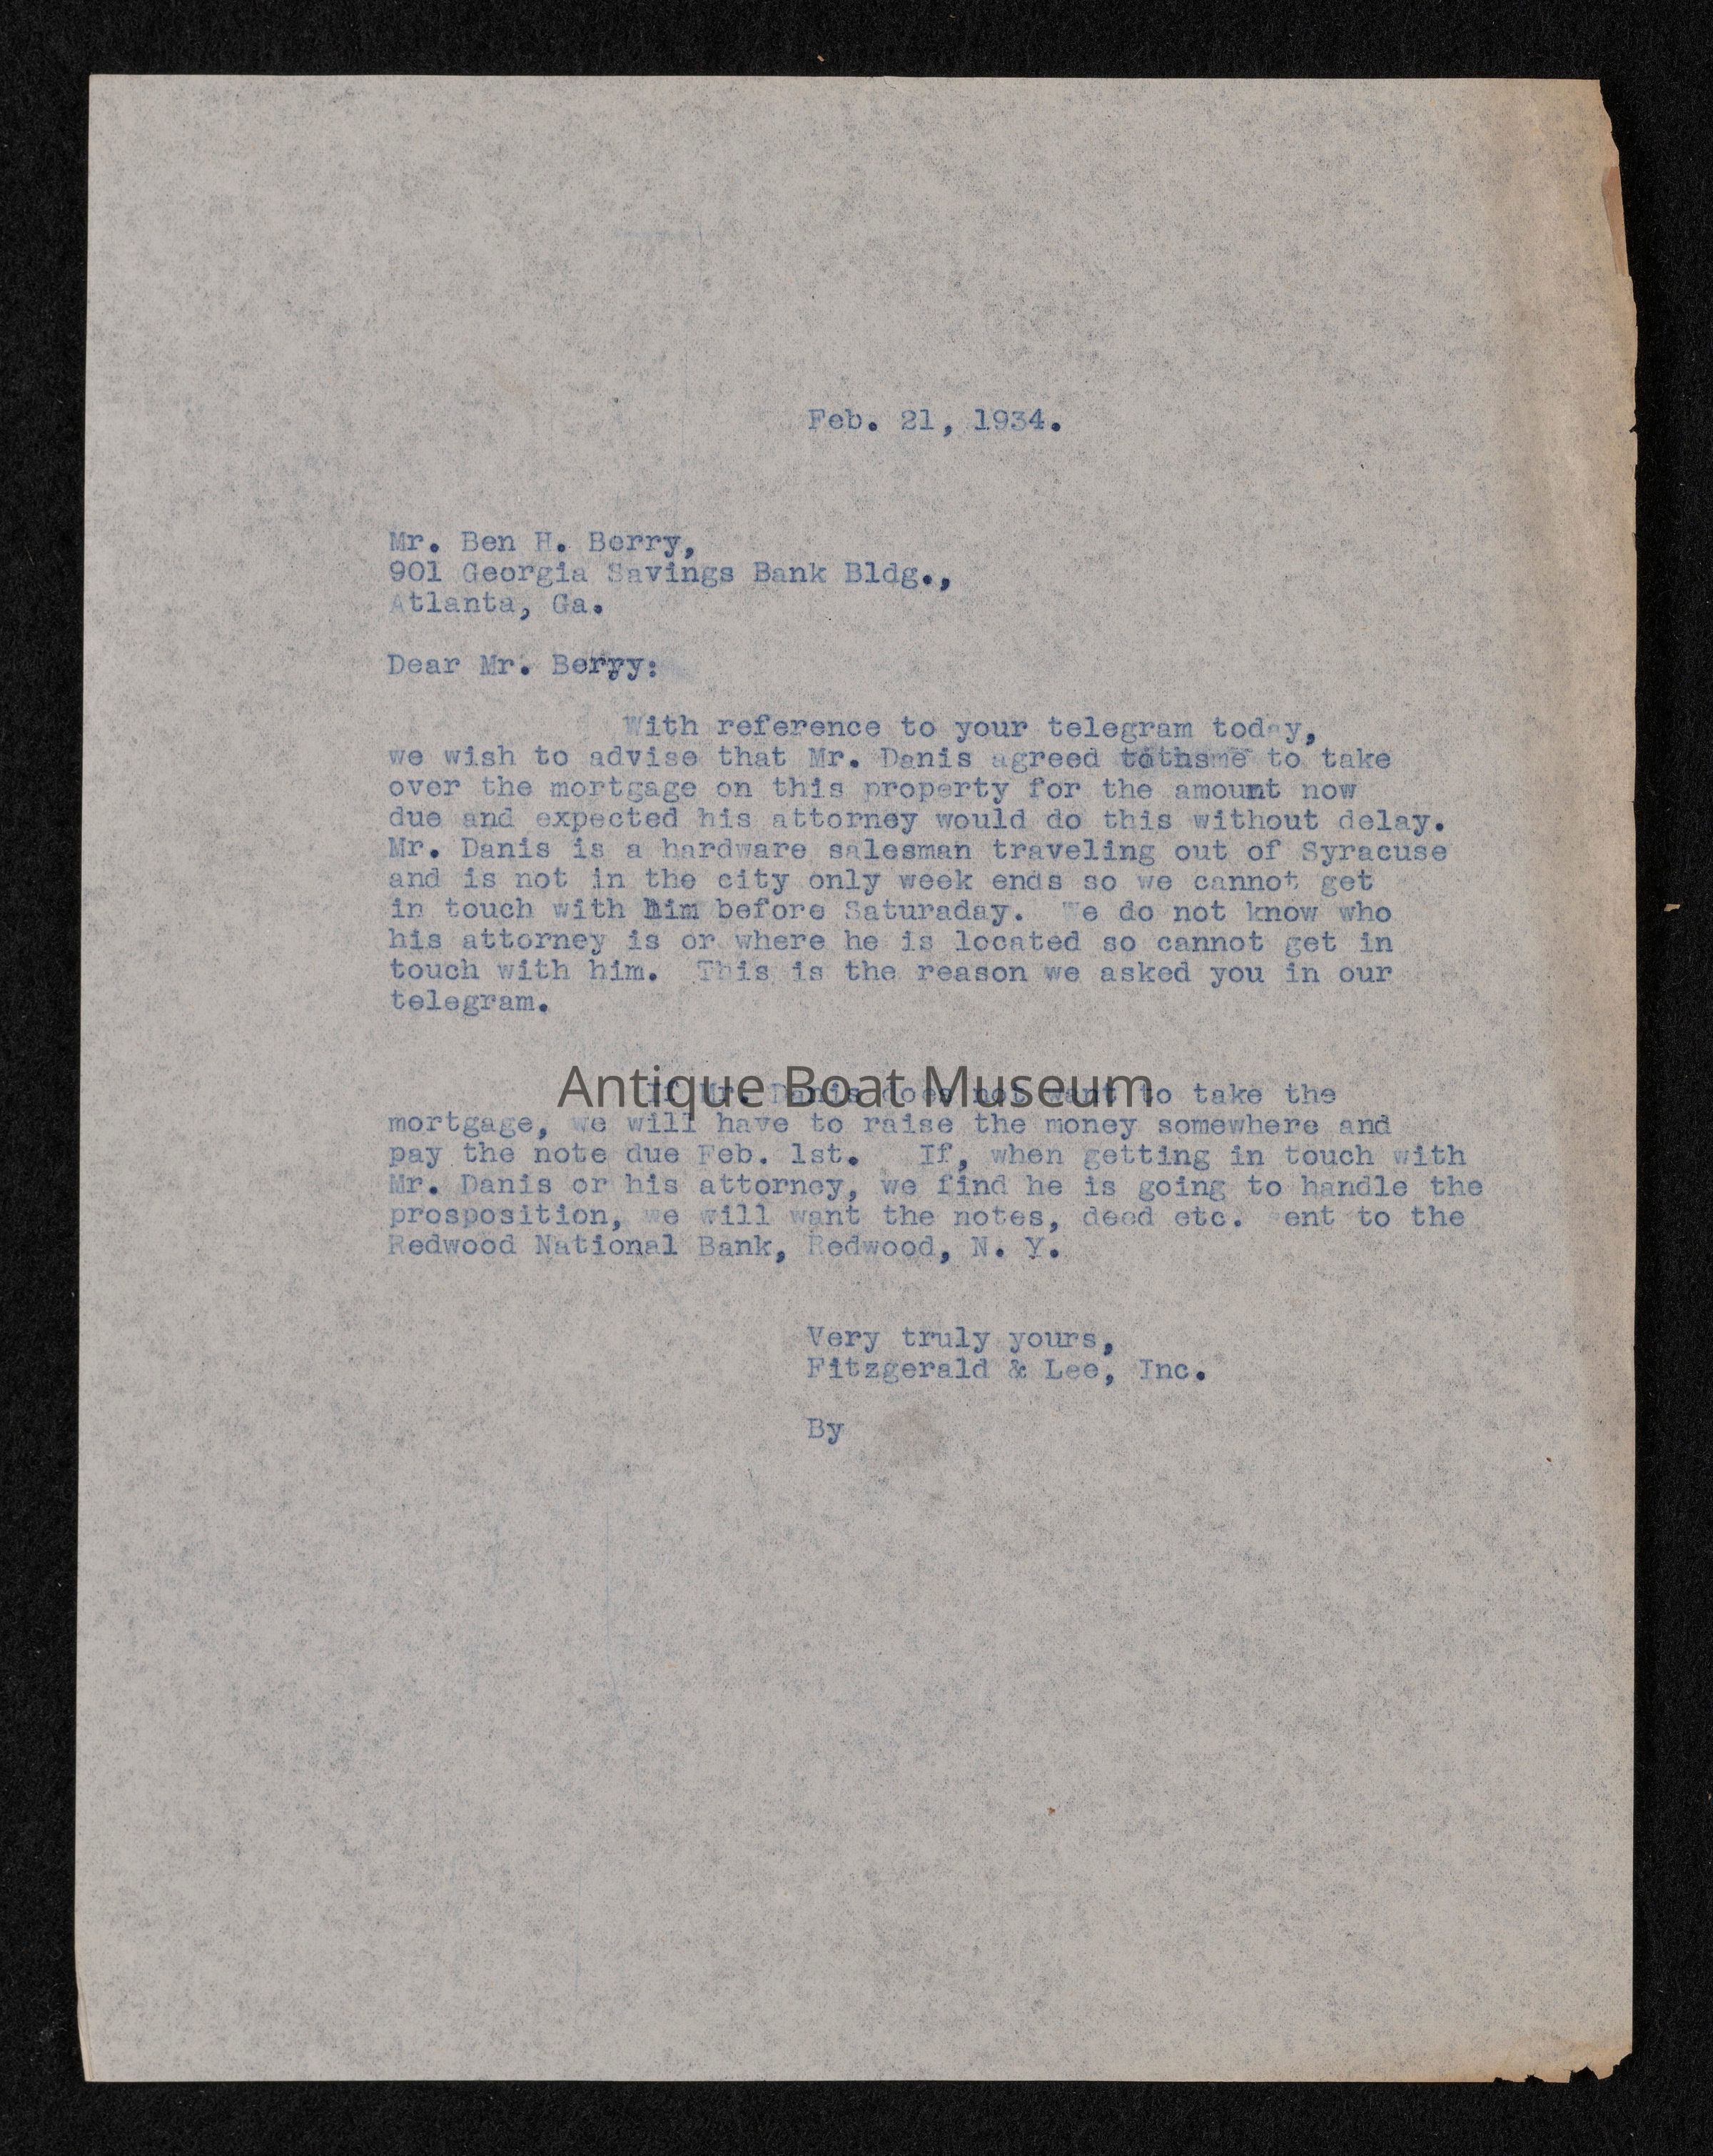 Feb. 21, 1934.
Mr. Ben H. Berry,
901 Georgia Savings Bank Bldg.,
Atlanta, Ga.
Dear Mr. Berry:
With reference to your telegram today,
we wish to advise that Mr. Danis agreed to take
over the mortgage on this property for the amount now
due and expected his attorney would do this without delay.
Mr. Danis is a hardware salesman traveling out of Syracuse
and is not in the city only week ends so we cannot get
in touch with him before Saturaday. We do not know who
his attorney is or where he is located so cannot get in
touch with him. This is the reason we asked you in our
telegram.
Antique Boat Museum
If Mr. Danis does not want to take the
mortgage, we will have to raise the money somewhere and
pay the note due Feb. 1st. If, when getting in touch with
Mr. Danis or his attorney, we find he is going to handle the
prosposition, we will want the notes, deed etc. sent to the
Redwood National Bank, Redwood, N. Y.
Very truly yours,
Fitzgerald & Lee, Inc.
By